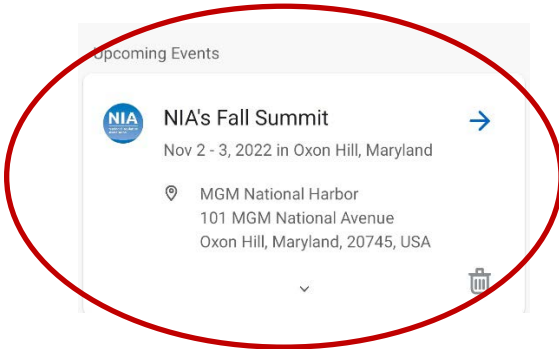 Upcoming Events
NIA's Fall Summit
NIA
Nov 2 - 3, 2022 in Oxon Hill, Maryland
MGM National Harbor
101 MGM National Avenue
Oxon Hill, Maryland, 20745, USA